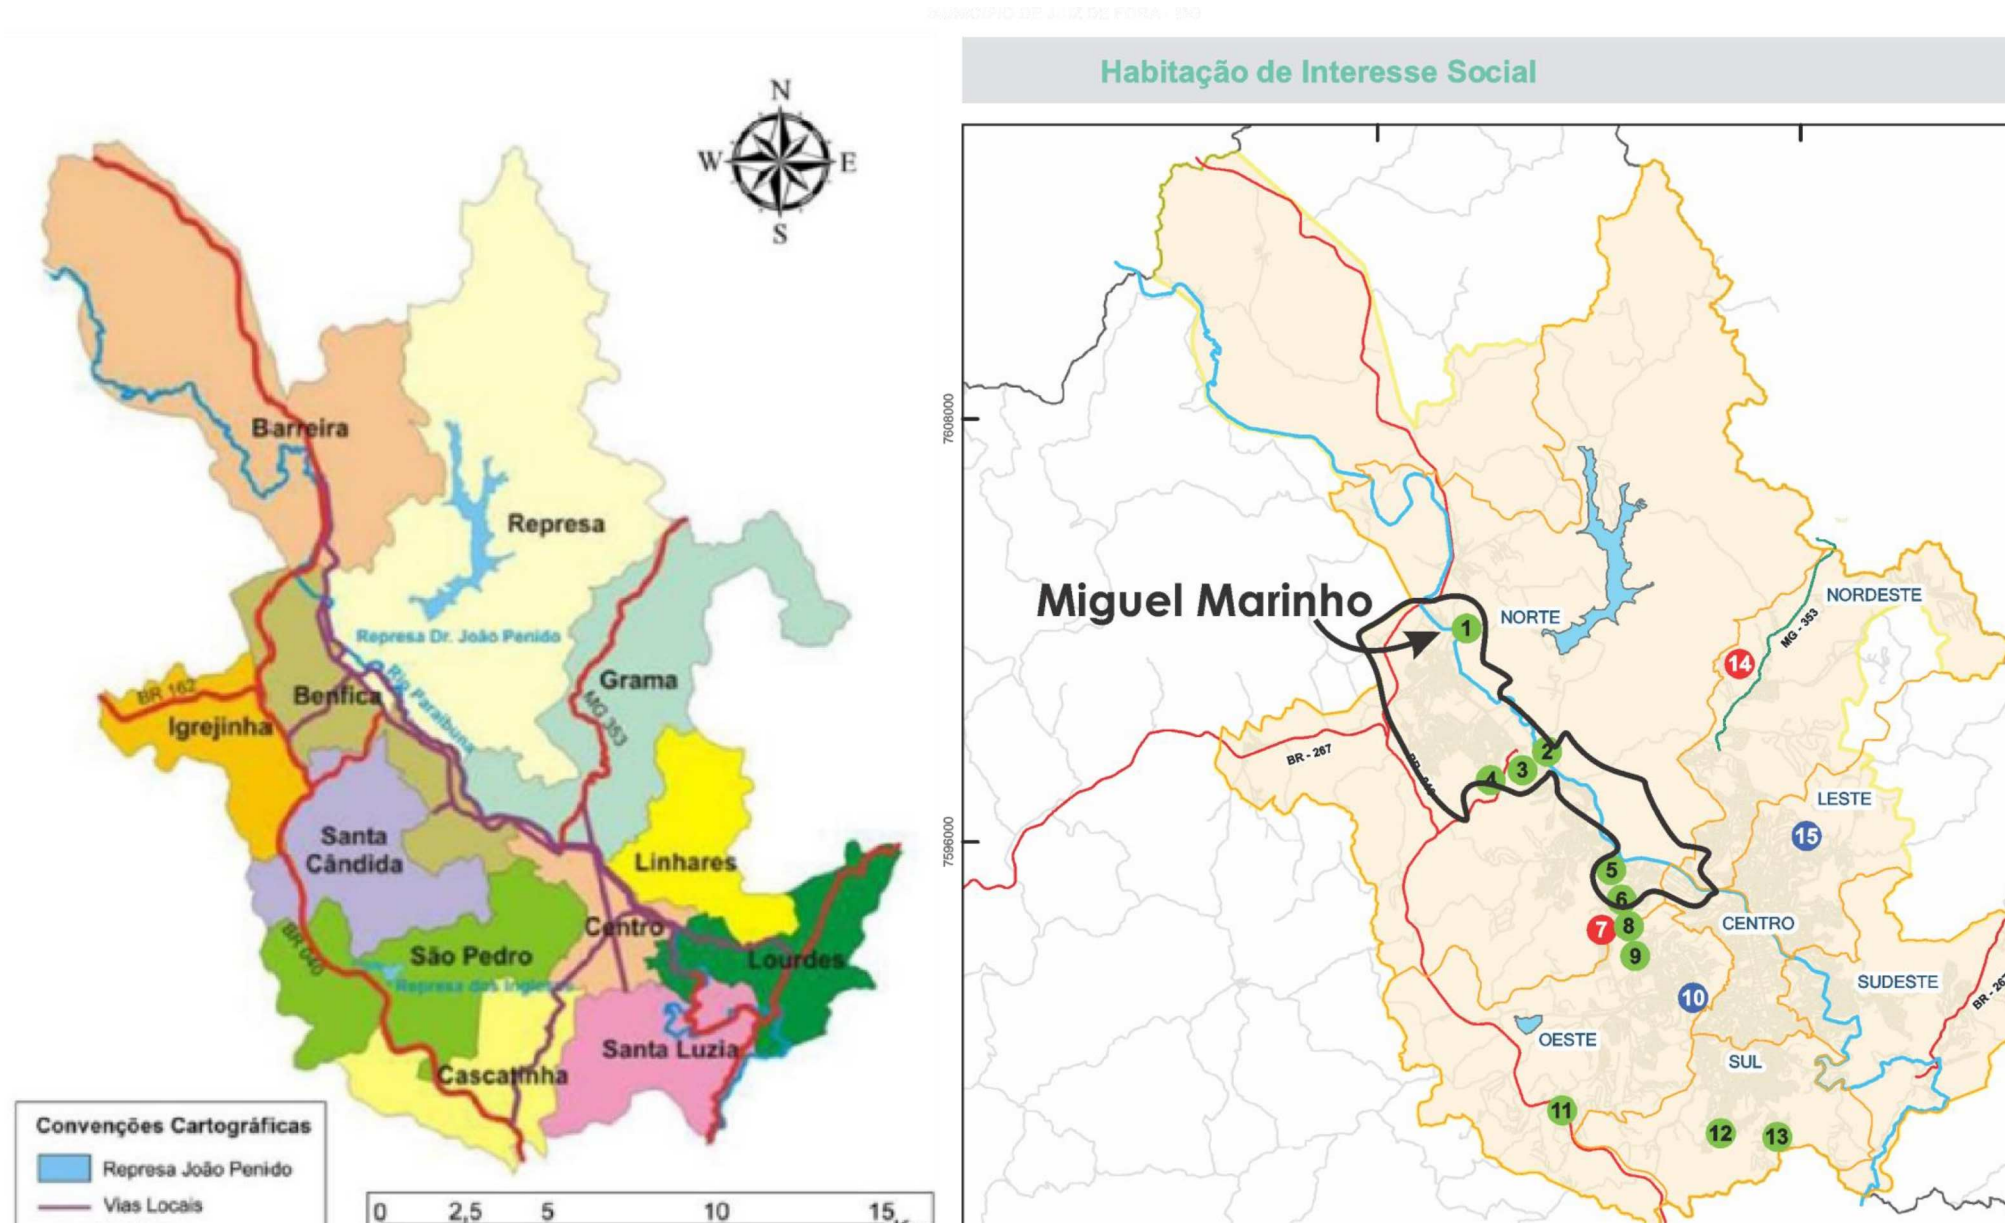 N
W
E
S
Barreira
Represa
Represa Dr. João Penido
Grama
MG 353
BR 162
Igrejinha
Benfica
Rio Paraibuna
Santa
Cândida
Linhares
Centro
BR 040
São Pedro
Represa dos Ingleses
Lourdes
Santa Luzia
Cascatinha
Convenções Cartográficas
Represa João Penido
Vias Locais
0 2,5 5 10 15
Habitação de Interesse Social
7608000
7596000
Miguel Marinho
1
NORTE
NORDESTE
MG - 353
14
BR - 267
2
3
4
LESTE
15
5
6
7
8
9
CENTRO
10
SUDESTE
OESTE
SUL
11
12
13